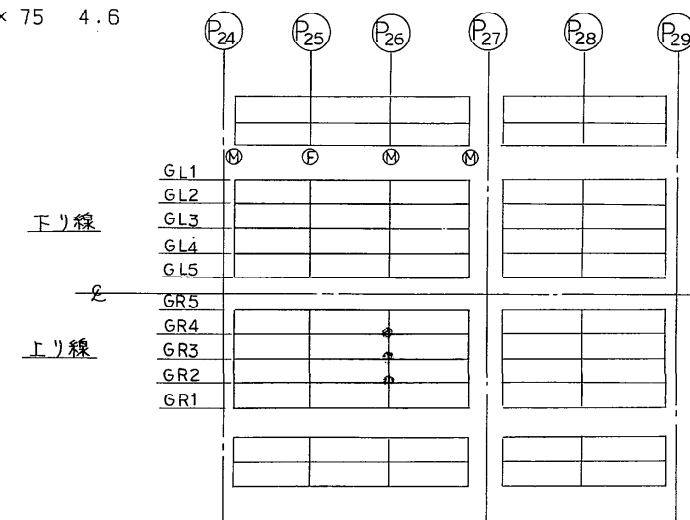 × 75 4.6
P24 P25 P26 P27 P28 P29
M F M M
GL1
GL2
GL3
下り線
GL4
GL5
℄
GR5
GR4
上り線
GR3
GR2
GR1